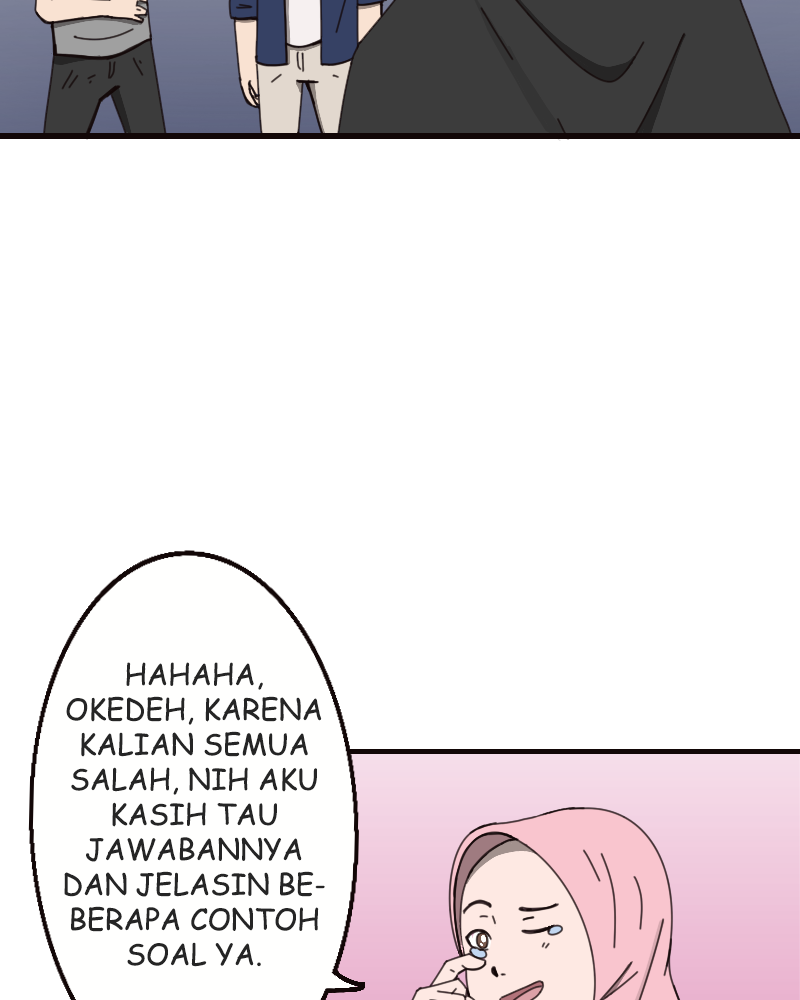 HAHAHA,
OKEDEH, KARENA
KALIAN SEMUA
SALAH, NIH AKU
KASIH TAU
JAWABANNYA
DAN JELASIN BE-
BERAPA CONTOH
SOAL YA.